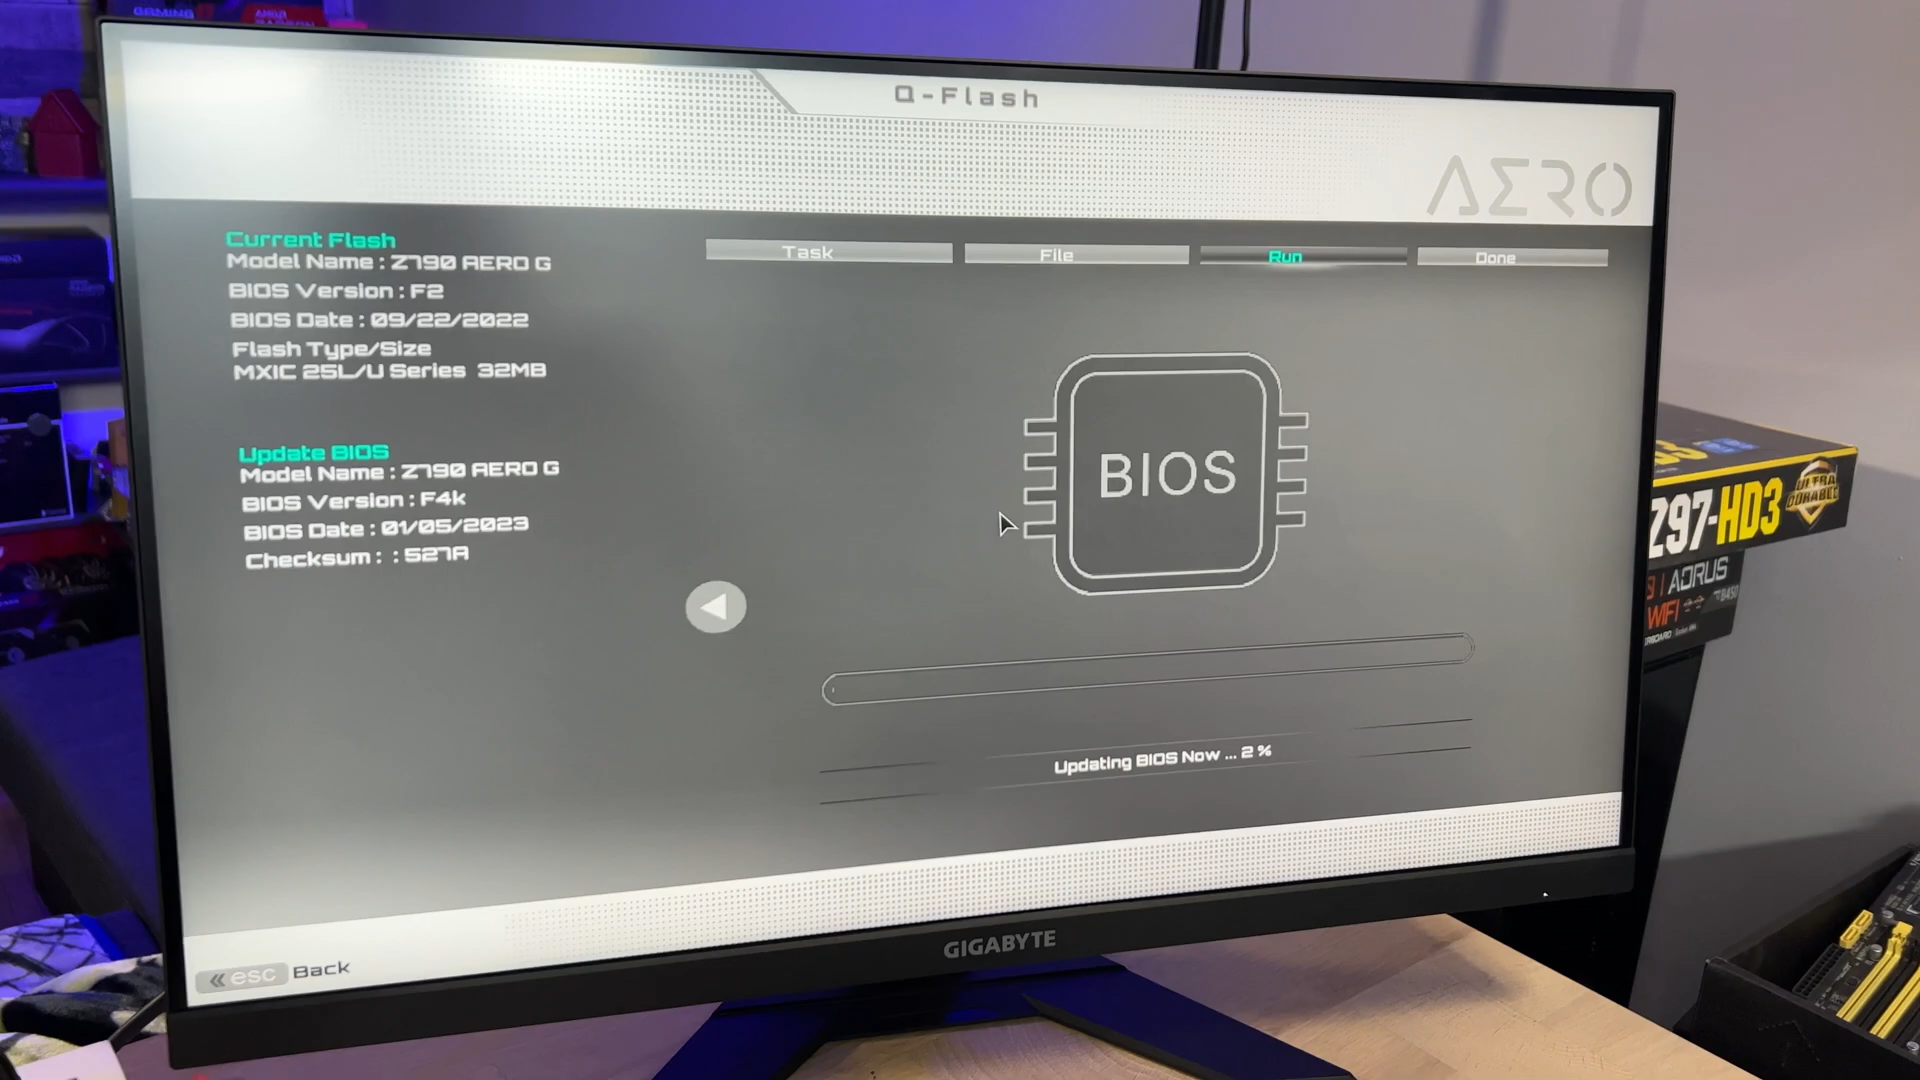 Q-Flash
AERO
Current Flash
Model Name : Z790 AERO G
BIOS Version : F2
BIOS Date : 09/22/2022
Flash Type/Size
MXIC 25L/U Series 32MB
Update BIOS
Model Name : Z790 AERO G
BIOS Version : F4k
BIOS Date : 01/05/2023
Checksum : : 527A
Task
File
Run
Done
BIOS
Updating BIOS Now ... 2 %
esc Back
GIGABYTE
Z97-HD3
ULTRA
DURABLE
AORUS
WIFI
B450
GAMING